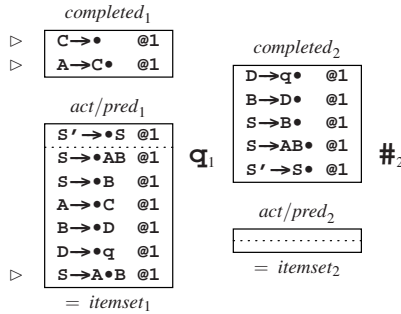 completed₁
▷ C→• @1
▷ A→C• @1
act/pred₁
S'→•S @1
S→•AB @1
S→•B @1
A→•C @1
B→•D @1
D→•q @1
▷ S→A•B @1
= itemset₁
q₁
completed₂
D→q• @1
B→D• @1
S→B• @1
S→AB• @1
S'→S• @1
act/pred₂
= itemset₂
#₂